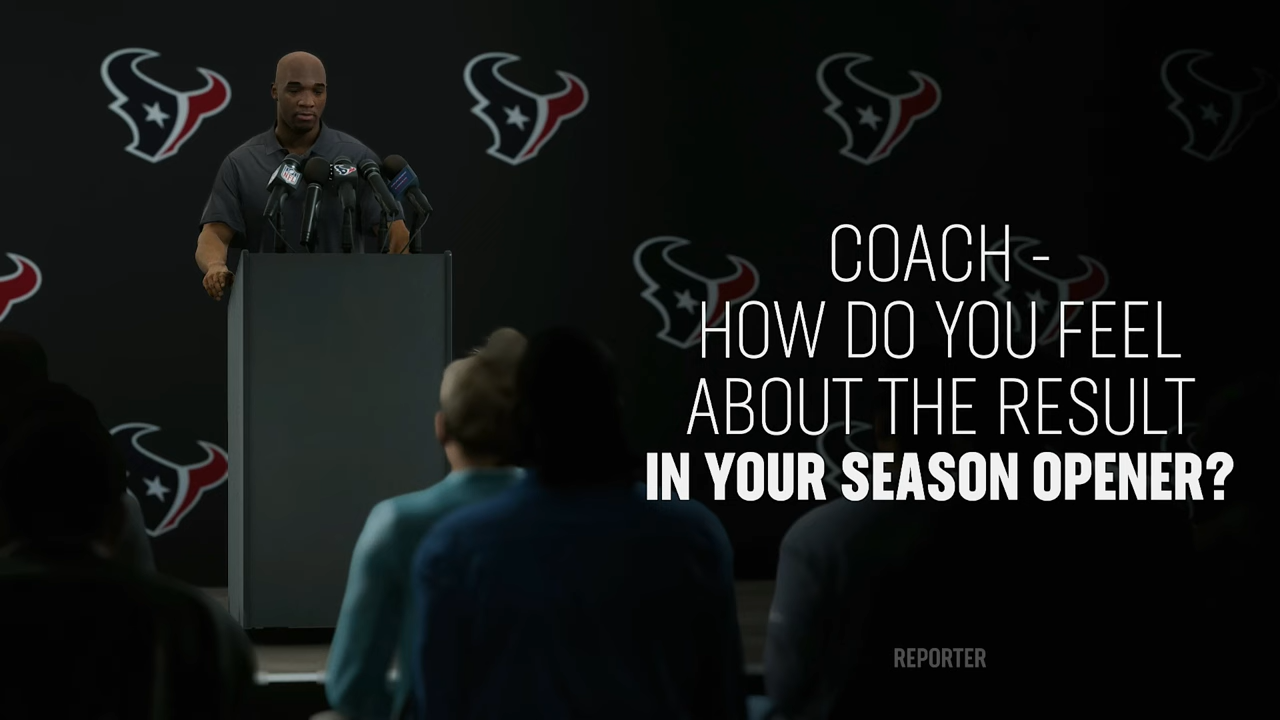 COACH -
HOW DO YOU FEEL
ABOUT THE RESULT
IN YOUR SEASON OPENER?
REPORTER